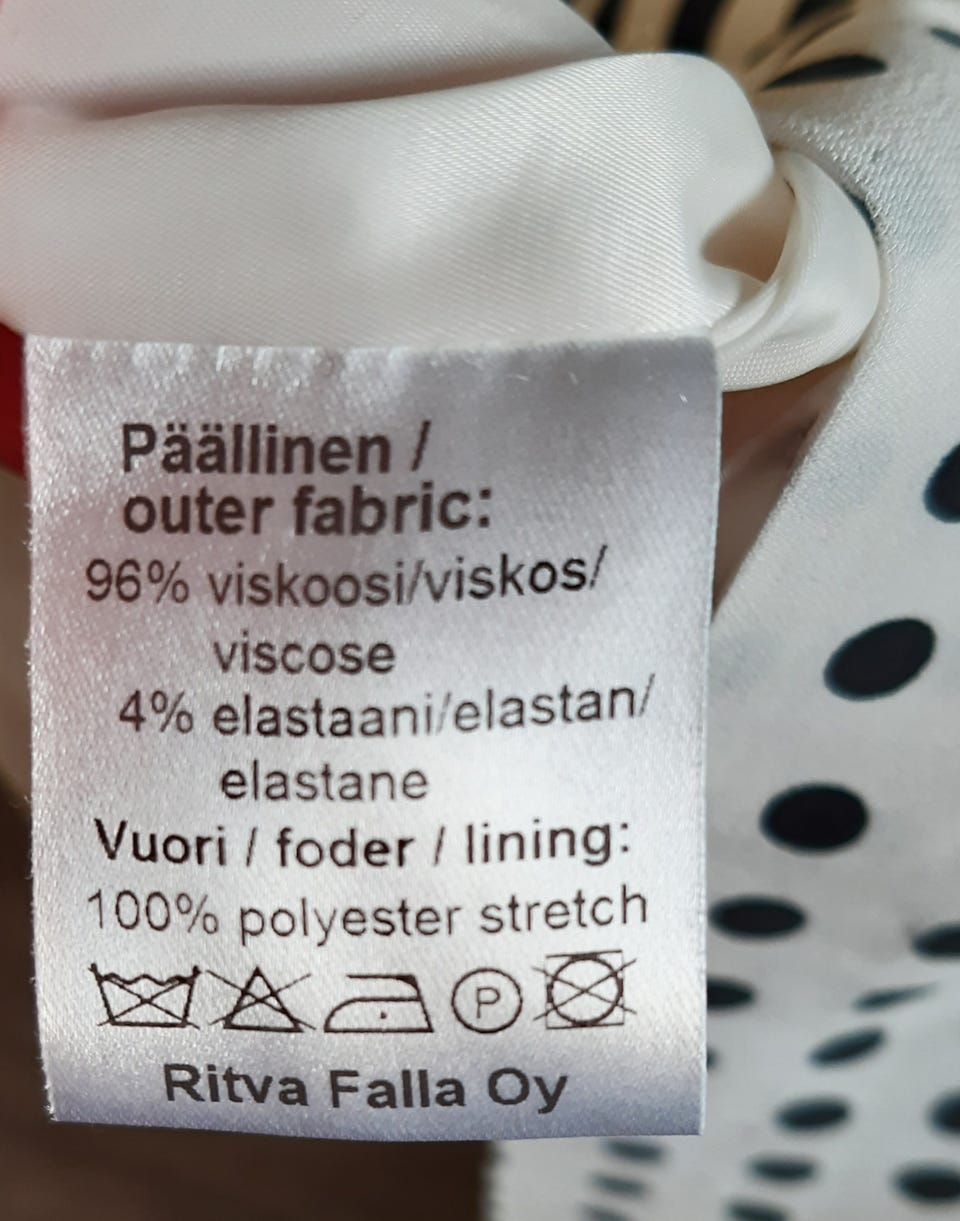 Päällinen /
outer fabric:
96% viskoosi/viskos/
viscose
4% elastaani/elastan/
elastane
Vuori / foder / lining:
100% polyester stretch
P
Ritva Falla Oy